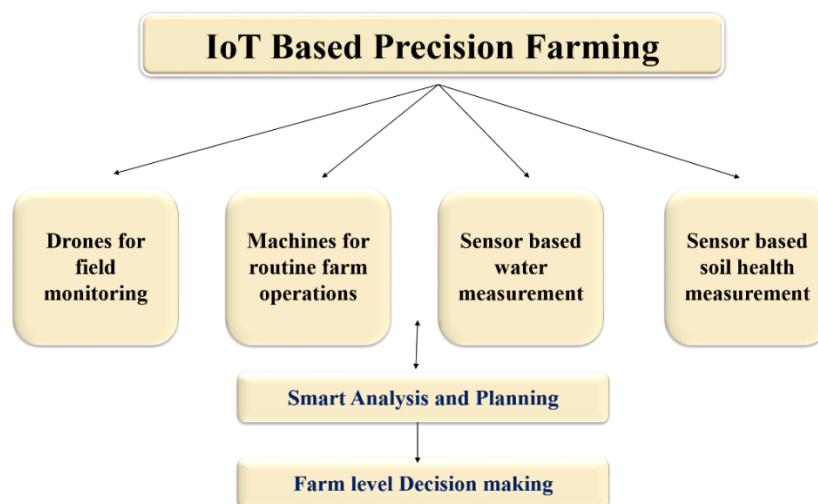 IoT Based Precision Farming
Drones for
field
monitoring
Machines for
routine farm
operations
Sensor based
water
measurement
Sensor based
soil health
measurement
Smart Analysis and Planning
Farm level Decision making